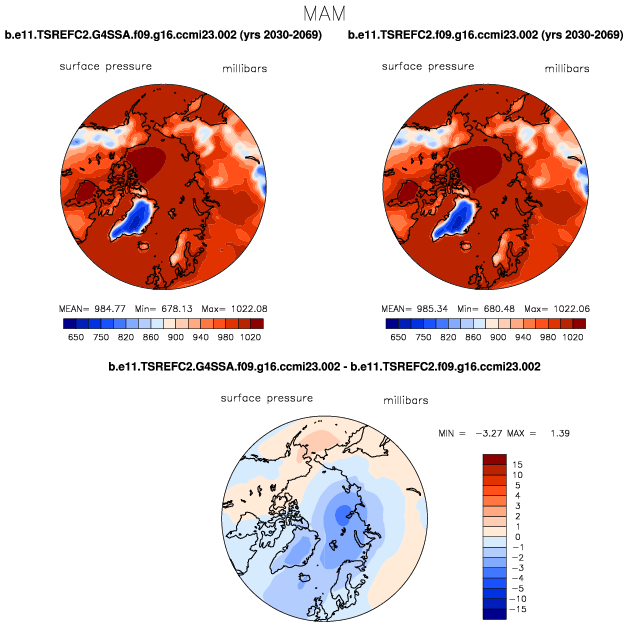 MAM
b.e11.TSREFC2.G4SSA.f09.g16.ccmi23.002 (yrs 2030-2069)
b.e11.TSREFC2.f09.g16.ccmi23.002 (yrs 2030-2069)
surface pressure millibars
surface pressure millibars
MEAN= 984.77 Min= 678.13 Max= 1022.08
MEAN= 985.34 Min= 680.48 Max= 1022.06
650 750 800 860 900 940 980 1020
650 750 800 860 900 940 980 1020
b.e11.TSREFC2.G4SSA.f09.g16.ccmi23.002 - b.e11.TSREFC2.f09.g16.ccmi23.002
surface pressure millibars
MIN = -3.27 MAX = 1.39
15
10
5
4
3
2
1
0
-1
-2
-3
-4
-5
-10
-15